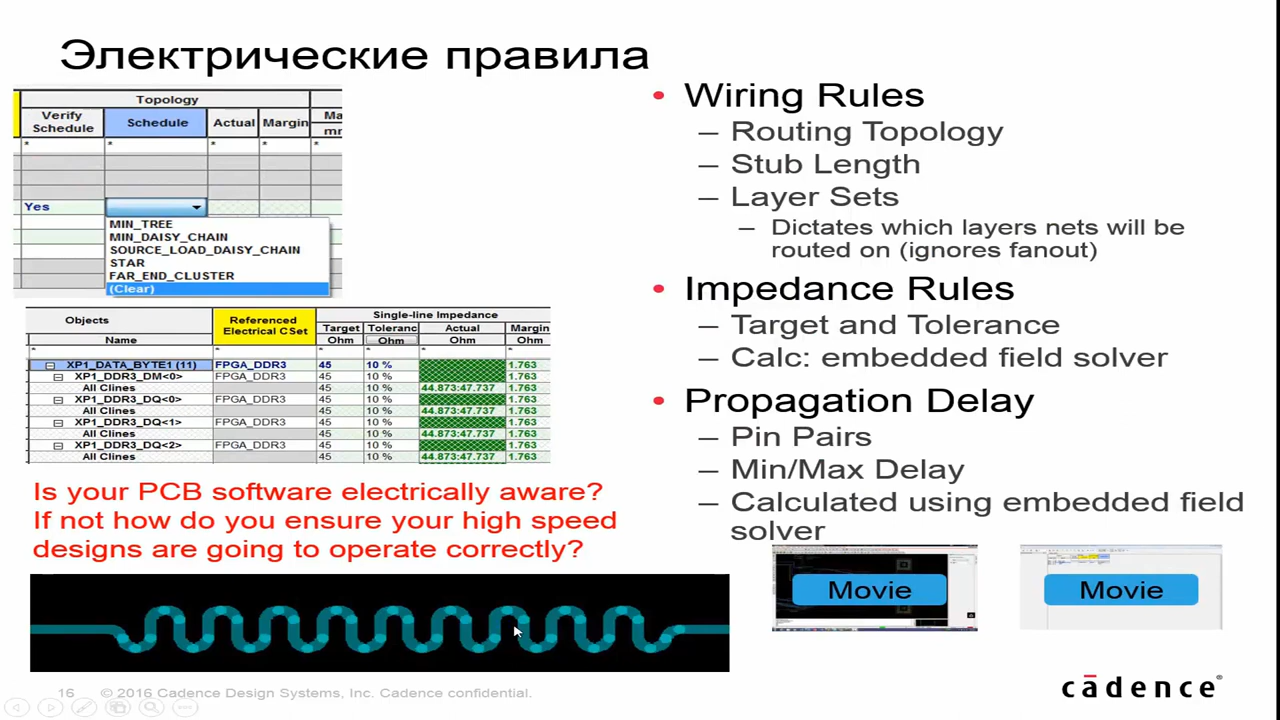 Электрические правила
Topology
Verify Schedule Schedule Actual Margin Ma mm
* * * * *
Yes
MIN_TREE
MIN_DAISY_CHAIN
SOURCE_LOAD_DAISY_CHAIN
STAR
FAR_END_CLUSTER
(Clear)
Objects Referenced Electrical CSet Single-line Impedance
Target Toleranc Actual Margin
Name Ohm Ohm Ohm Ohm
* * * * * *
XP1_DATA_BYTE1 (11) FPGA_DDR3 45 10 % 1.763
XP1_DDR3_DM<0> FPGA_DDR3 45 10 % 1.763
All Clines 45 10 % 44.873:47.737 1.763
XP1_DDR3_DQ<0> FPGA_DDR3 45 10 % 1.763
All Clines 45 10 % 44.873:47.737 1.763
XP1_DDR3_DQ<1> FPGA_DDR3 45 10 % 1.763
All Clines 45 10 % 44.873:47.737 1.763
XP1_DDR3_DQ<2> FPGA_DDR3 45 10 % 1.763
All Clines 45 10 % 44.873:47.737 1.763
Is your PCB software electrically aware?
If not how do you ensure your high speed
designs are going to operate correctly?
• Wiring Rules
– Routing Topology
– Stub Length
– Layer Sets
– Dictates which layers nets will be
routed on (ignores fanout)
• Impedance Rules
– Target and Tolerance
– Calc: embedded field solver
• Propagation Delay
– Pin Pairs
– Min/Max Delay
– Calculated using embedded field
solver
Movie
Movie
16 © 2016 Cadence Design Systems, Inc. Cadence confidential.
cādence®